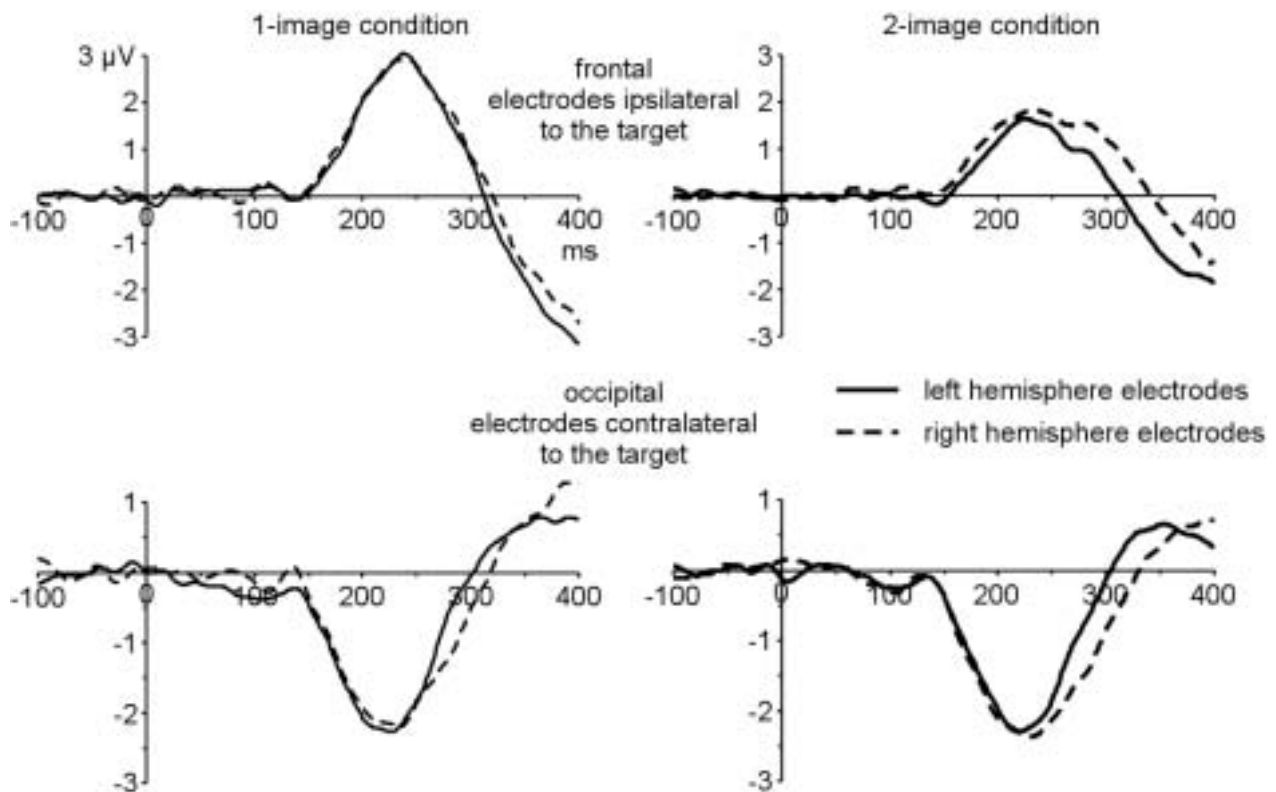 1-image condition
2-image condition
3 µV
2
1
-100 0 100 200 300 400
ms
-1
-2
-3
frontal
electrodes ipsilateral
to the target
3
2
1
-100 0 100 200 300 400
-1
-2
-3
occipital
electrodes contralateral
to the target
left hemisphere electrodes
right hemisphere electrodes
1
-100 0 100 200 300 400
-1
-2
-3
1
-100 0 100 200 300 400
-1
-2
-3